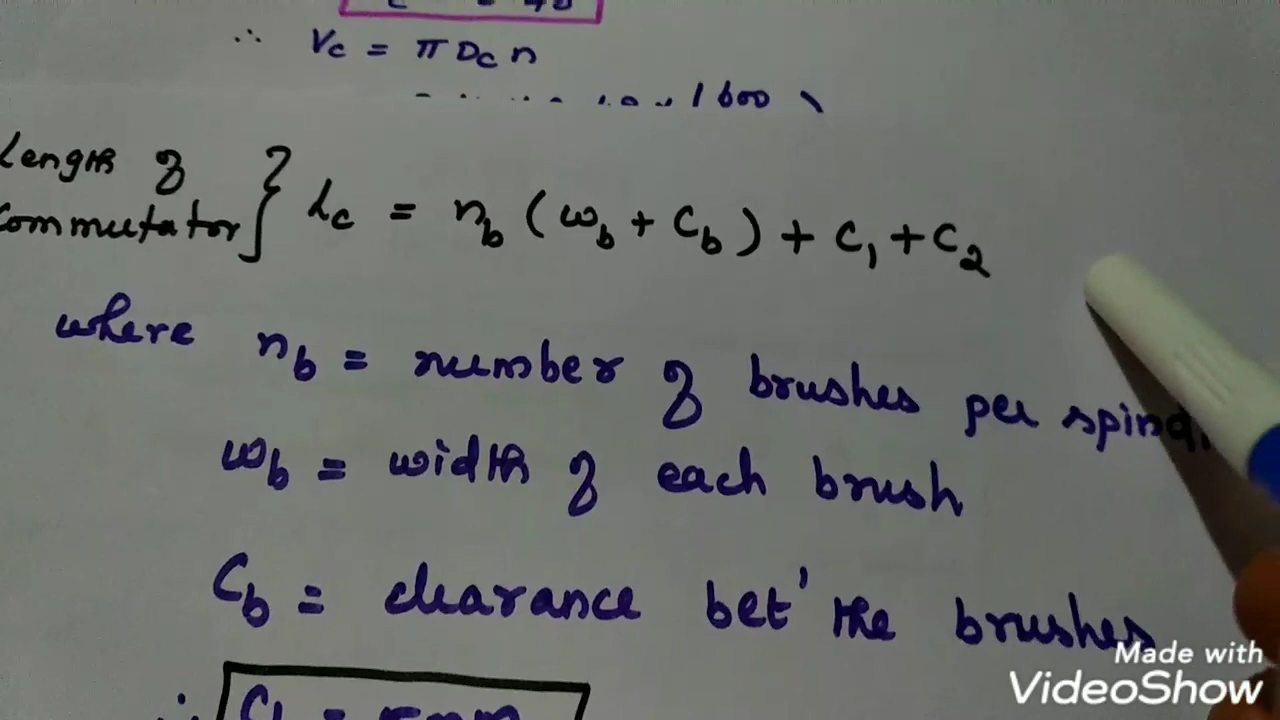 ∴ Vc = π Dc n
Length of
Commutator } Lc = nb (wb + Cb) + C1 + C2
where nb = number of brushes per
wb = width of each brush
Cb = clearance bet' the brushes
Made with
VideoShow